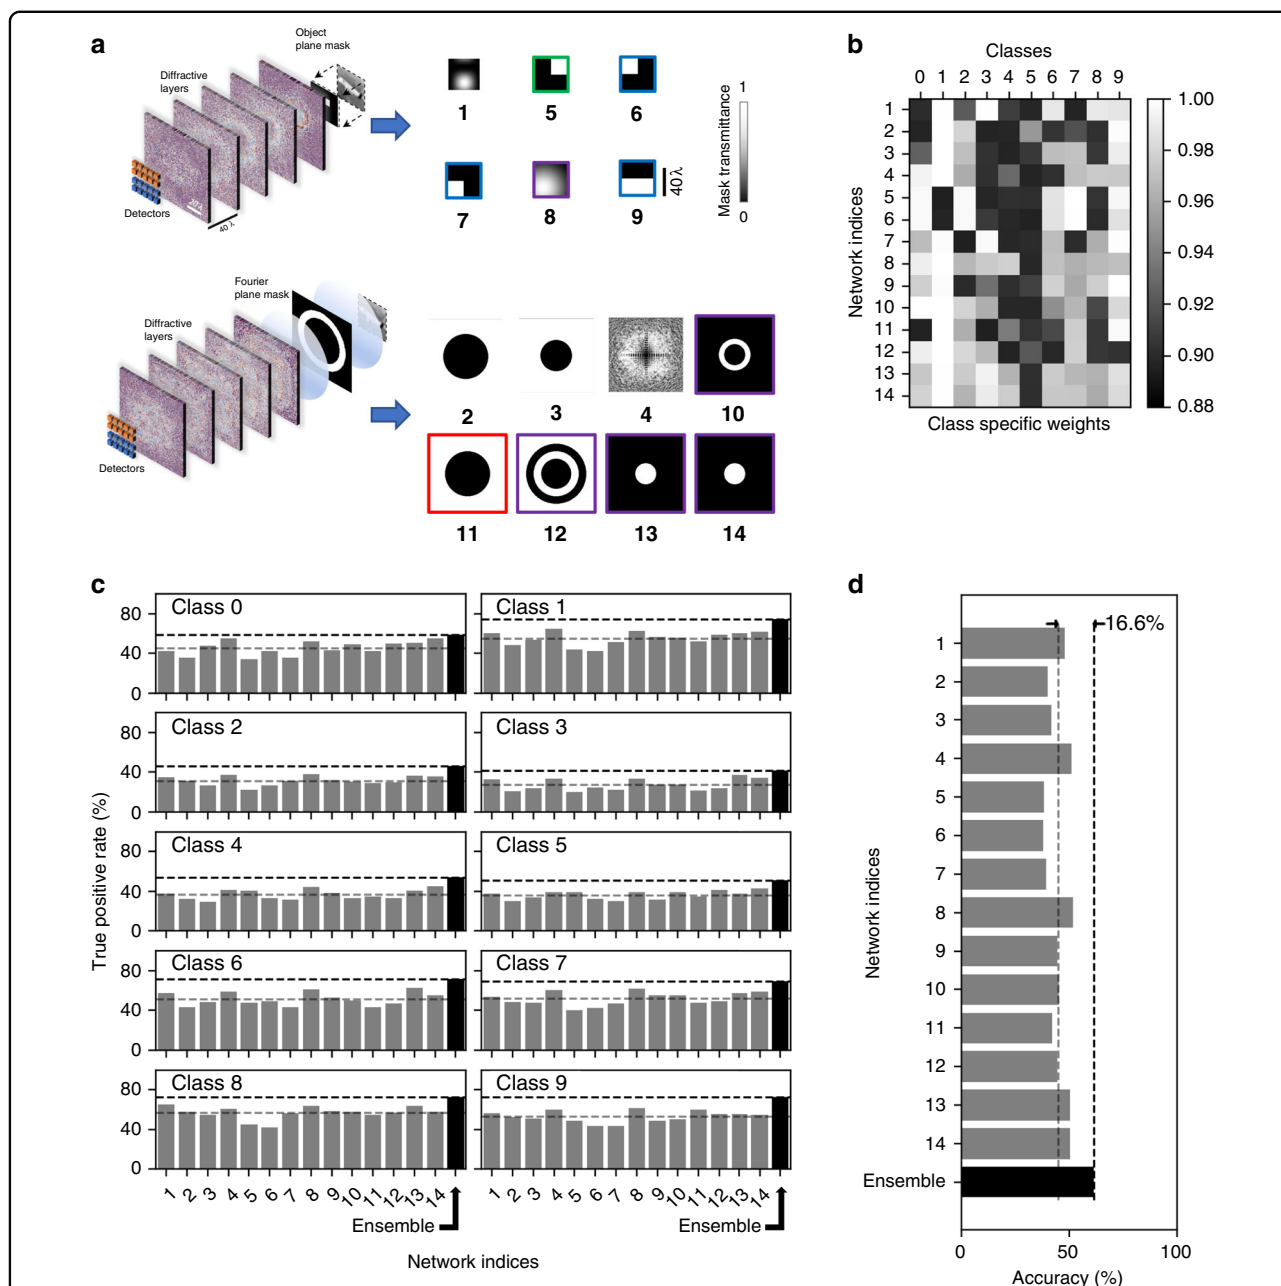 a
Object
plane mask
Diffractive
layers
Detectors
40 λ
1
5
6
7
8
9
40 λ
Mask transmittance
1
0
Fourier
plane mask
Diffractive
layers
Detectors
2
3
4
10
11
12
13
14
b
Classes
0 1 2 3 4 5 6 7 8 9
Network indices
1
2
3
4
5
6
7
8
9
10
11
12
13
14
Class specific weights
1.00
0.98
0.96
0.94
0.92
0.90
0.88
c
True positive rate (%)
Class 0
80
40
0
Class 1
Class 2
80
40
0
Class 3
Class 4
80
40
0
Class 5
Class 6
80
40
0
Class 7
Class 8
80
40
0
Class 9
1 2 3 4 5 6 7 8 9 10 11 12 13 14
1 2 3 4 5 6 7 8 9 10 11 12 13 14
Ensemble
Ensemble
Network indices
d
16.6%
Network indices
1
2
3
4
5
6
7
8
9
10
11
12
13
14
Ensemble
0 50 100
Accuracy (%)